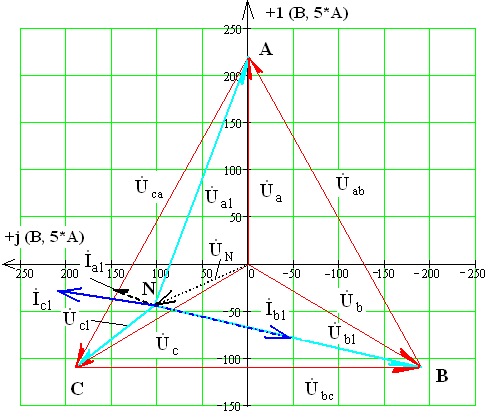 +1 (B, 5*A)
250
A
200
150
U̇ca
U̇a1
U̇a
U̇ab
100
50
+j (B, 5*A)
U̇N
250 200 150 100 50 0 -50 -100 -150 -200 -250
İa1
N
İc1
İb1
U̇b
-50
U̇c1
U̇c
U̇b1
-100
C
B
U̇bc
-150